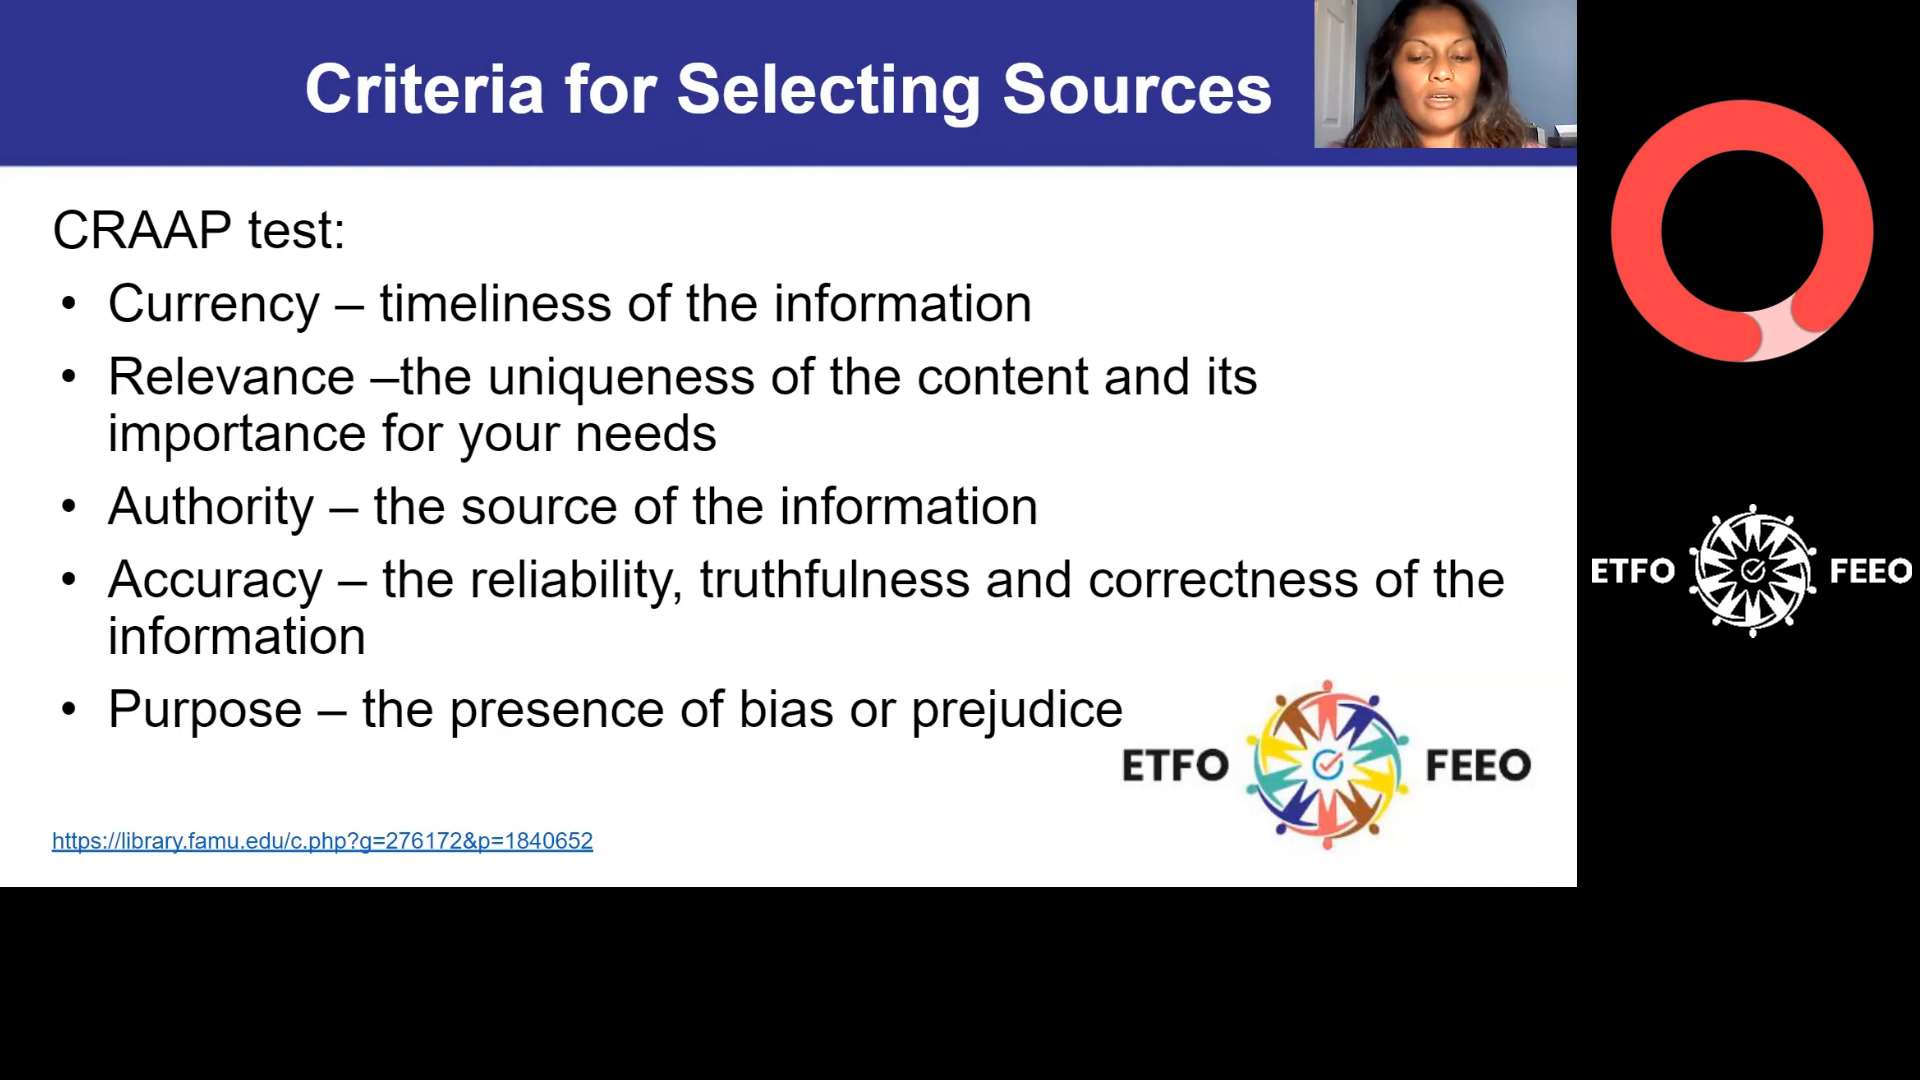 Criteria for Selecting Sources
CRAAP test:
• Currency – timeliness of the information
• Relevance –the uniqueness of the content and its
importance for your needs
• Authority – the source of the information
• Accuracy – the reliability, truthfulness and correctness of the
information
• Purpose – the presence of bias or prejudice
ETFO FEEO
https://library.famu.edu/c.php?g=276172&p=1840652
ETFO FEEO